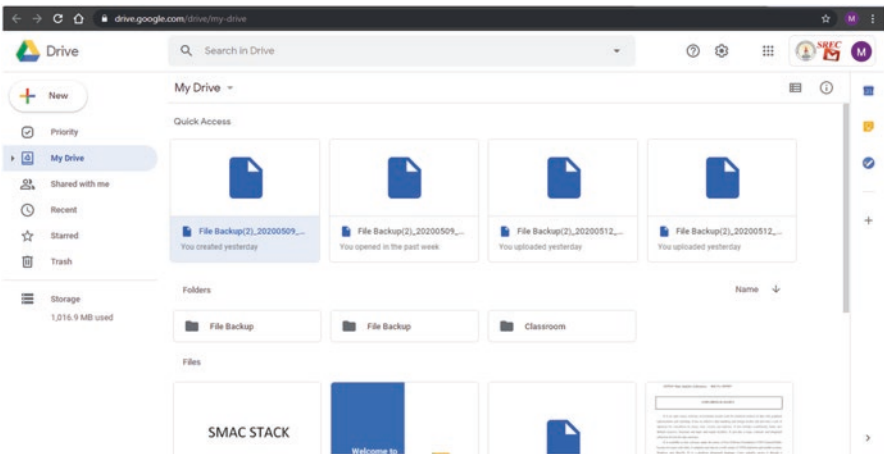 drive.google.com/drive/my-drive
M
Drive
Search in Drive
SREC
M
New
My Drive
Priority
My Drive
Shared with me
Recent
Starred
Trash
Storage
1,016.9 MB used
Quick Access
File Backup(2)_20200509_...
You created yesterday
File Backup(2)_20200509_...
You opened in the past week
File Backup(2)_20200512_...
You uploaded yesterday
File Backup(2)_20200512_...
You uploaded yesterday
Folders
Name
File Backup
File Backup
Classroom
Files
SMAC STACK
Welcome to